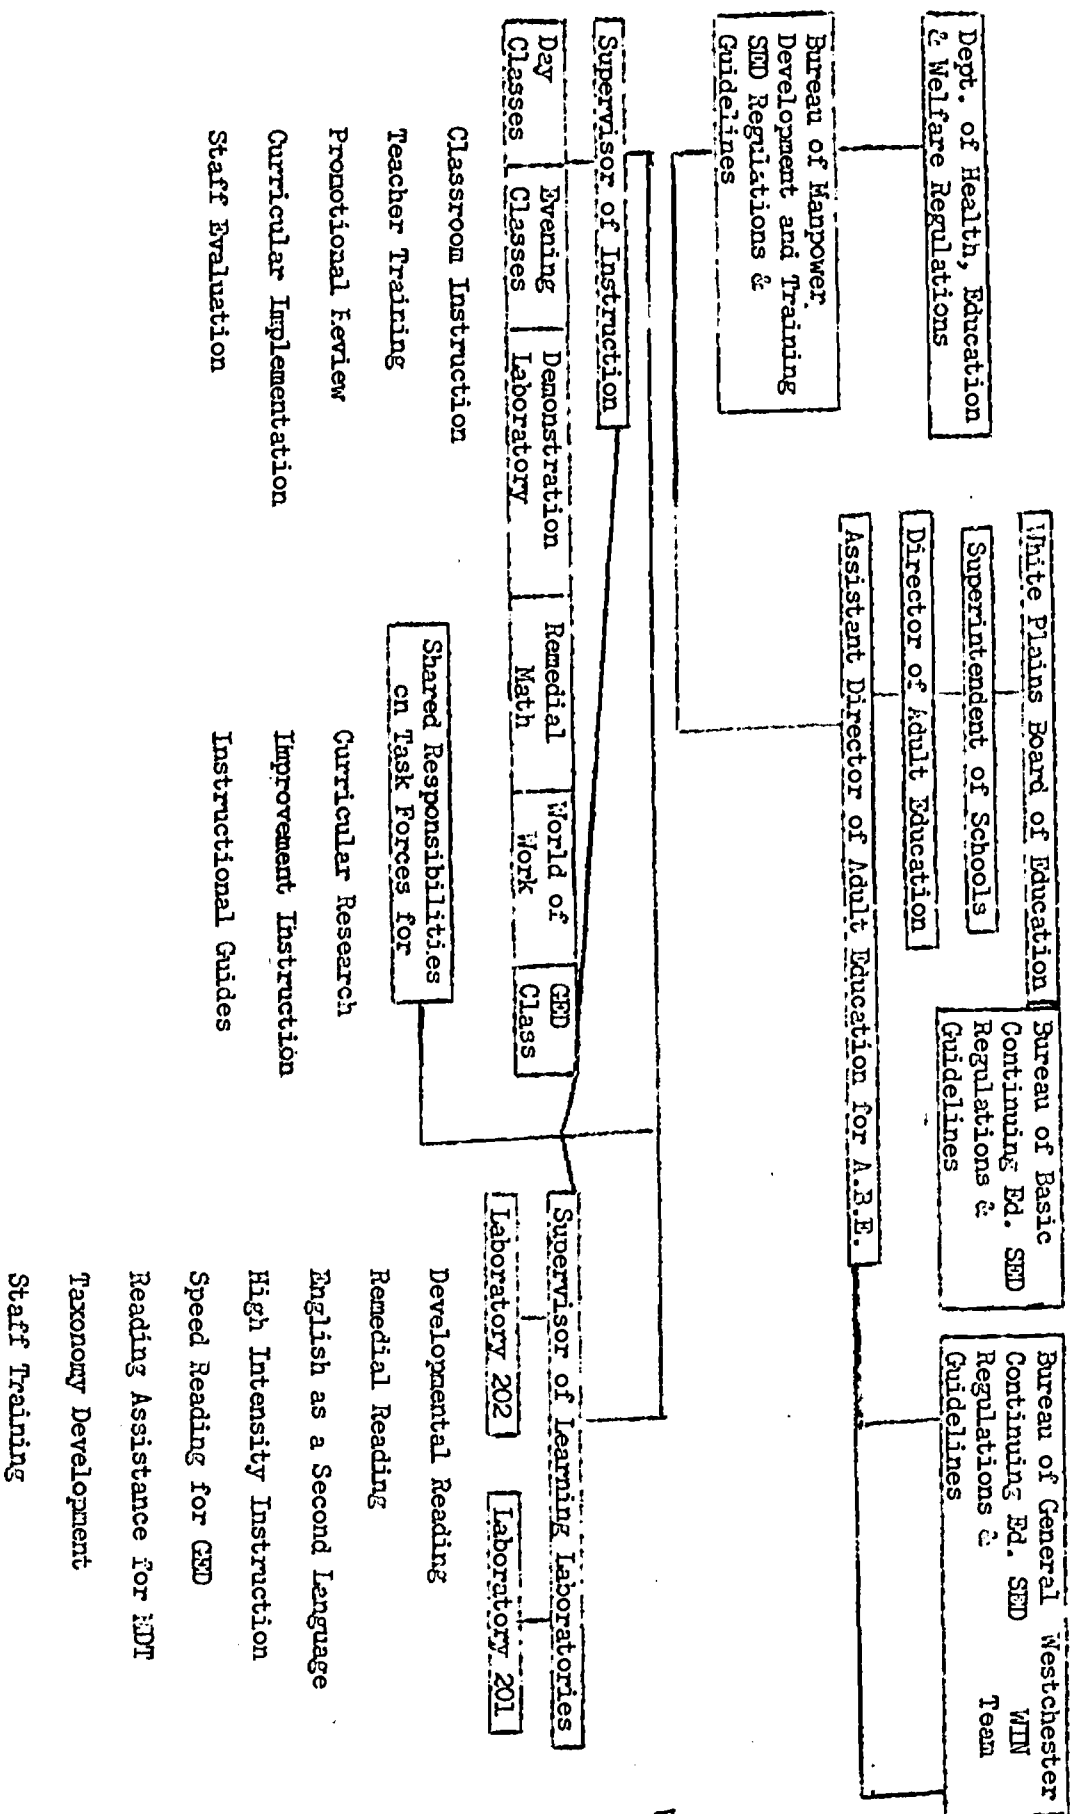 White Plains Board of Education
Superintendent of Schools
Director of Adult Education
Assistant Director of Adult Education for A.B.E.
Dept. of Health, Education
& Welfare Regulations
Bureau of Manpower
Development and Training
SED Regulations &
Guidelines
Bureau of Basic
Continuing Ed. SED
Regulations &
Guidelines
Bureau of General
Continuing Ed. SED
Regulations &
Guidelines
Westchester
WIN
Team
Supervisor of Instruction
Day
Classes
Evening
Classes
Demonstration
Laboratory
Remedial
Math
World of
Work
GED
Class
Classroom Instruction
Teacher Training
Promotional Review
Curricular Implementation
Staff Evaluation
Shared Responsibilities
on Task Forces for
Curricular Research
Improvement Instruction
Instructional Guides
Supervisor of Learning Laboratories
Laboratory 202
Laboratory 201
Developmental Reading
Remedial Reading
English as a Second Language
High Intensity Instruction
Speed Reading for GED
Reading Assistance for MDT
Taxonomy Development
Staff Training